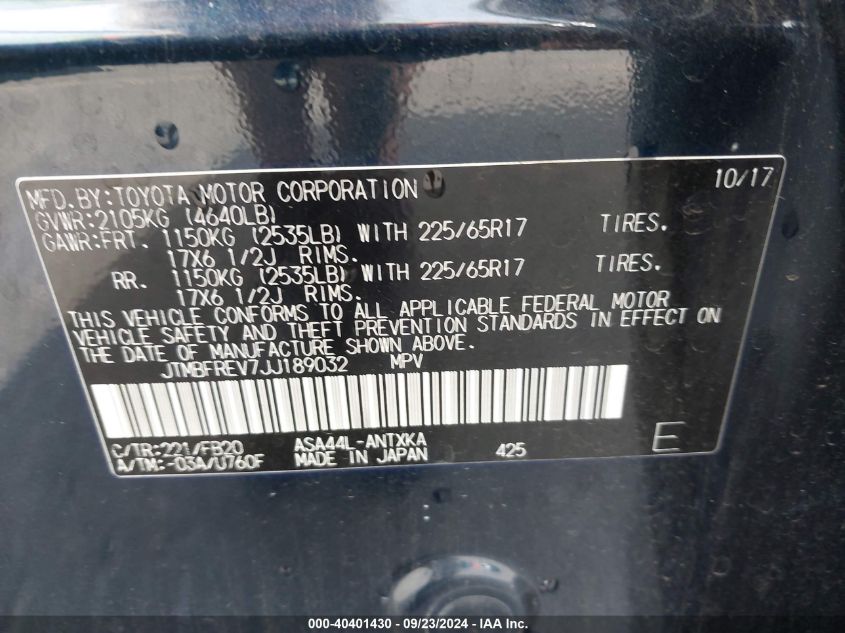 MFD.BY:TOYOTA MOTOR CORPORATION 10/17
GVWR:2105KG (4640LB)
GAWR:FRT. 1150KG (2535LB) WITH 225/65R17 TIRES.
17X6 1/2J RIMS.
RR. 1150KG (2535LB) WITH 225/65R17 TIRES.
17X6 1/2J RIMS.
THIS VEHICLE CONFORMS TO ALL APPLICABLE FEDERAL MOTOR
VEHICLE SAFETY AND THEFT PREVENTION STANDARDS IN EFFECT ON
THE DATE OF MANUFACTURE SHOWN ABOVE.
JTMBFREV7JJ189032 MPV
C/TR:221/FB20 ASA44L-ANTXKA 425 E
A/TM:-03A/U760F MADE IN JAPAN
000-40401430 - 09/23/2024 - IAA, Inc.